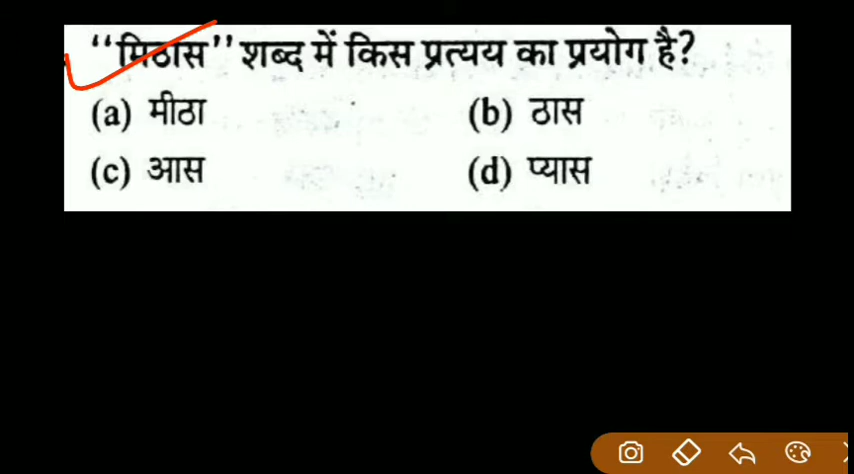 “मिठास” शब्द में किस प्रत्यय का प्रयोग है?
(a) मीठा (b) ठास
(c) आस (d) प्यास